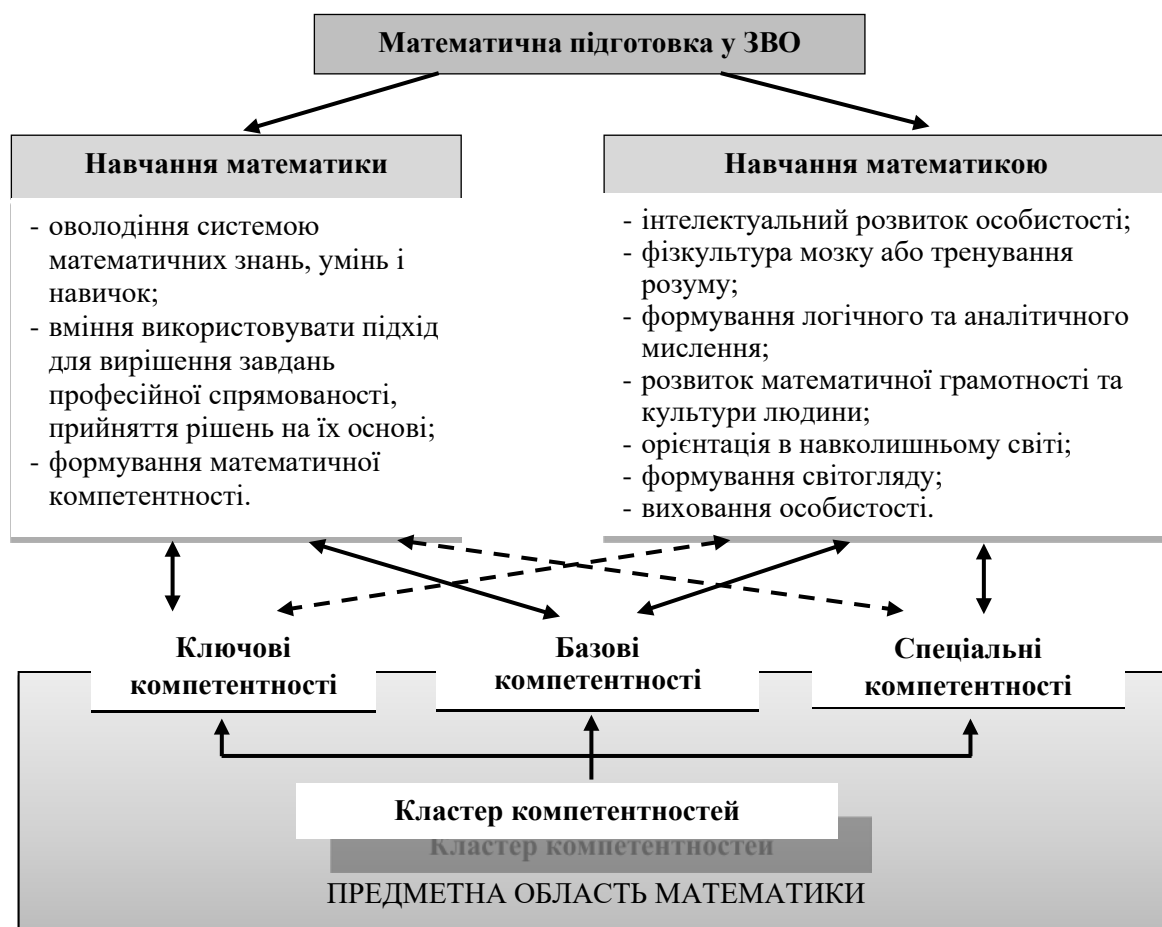 Математична підготовка у ЗВО
Навчання математики
- оволодіння системою
математичних знань, умінь і
навичок;
- вміння використовувати підхід
для вирішення завдань
професійної спрямованості,
прийняття рішень на їх основі;
- формування математичної
компетентності.
Навчання математикою
- інтелектуальний розвиток особистості;
- фізкультура мозку або тренування
розуму;
- формування логічного та аналітичного
мислення;
- розвиток математичної грамотності та
культури людини;
- орієнтація в навколишньому світі;
- формування світогляду;
- виховання особистості.
Ключові
компетентності
Базові
компетентності
Спеціальні
компетентності
Кластер компетентностей
Кластер компетентностей
ПРЕДМЕТНА ОБЛАСТЬ МАТЕМАТИКИ